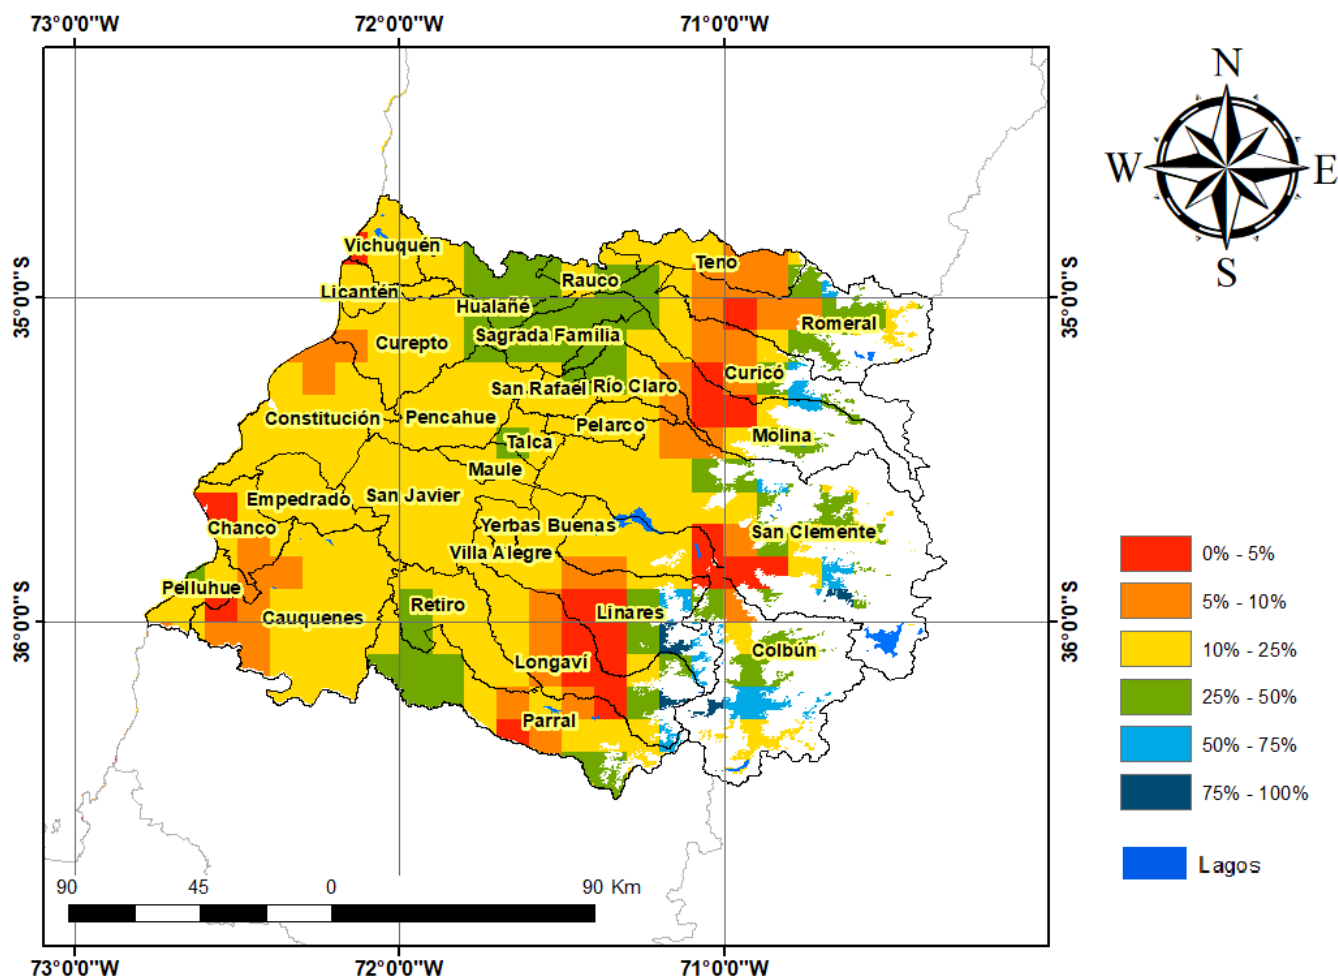 73°0'0"W 72°0'0"W 71°0'0"W
N
W E
S
35°0'0"S 35°0'0"S
36°0'0"S 36°0'0"S
Vichuquén
Teno
Rauco
Licantén
Hualañé
Romeral
Sagrada Familia
Curepto
Curicó
San Rafael Río Claro
Constitución Pencahue
Pelarco
Molina
Talca
Maule
Empedrado San Javier
Chanco
Yerbas Buenas
San Clemente
Villa Alegre
Pelluhue
Retiro
Linares
Cauquenes
Colbún
Longaví
Parral
0% - 5%
5% - 10%
10% - 25%
25% - 50%
50% - 75%
75% - 100%
Lagos
90 45 0 90 Km
73°0'0"W 72°0'0"W 71°0'0"W